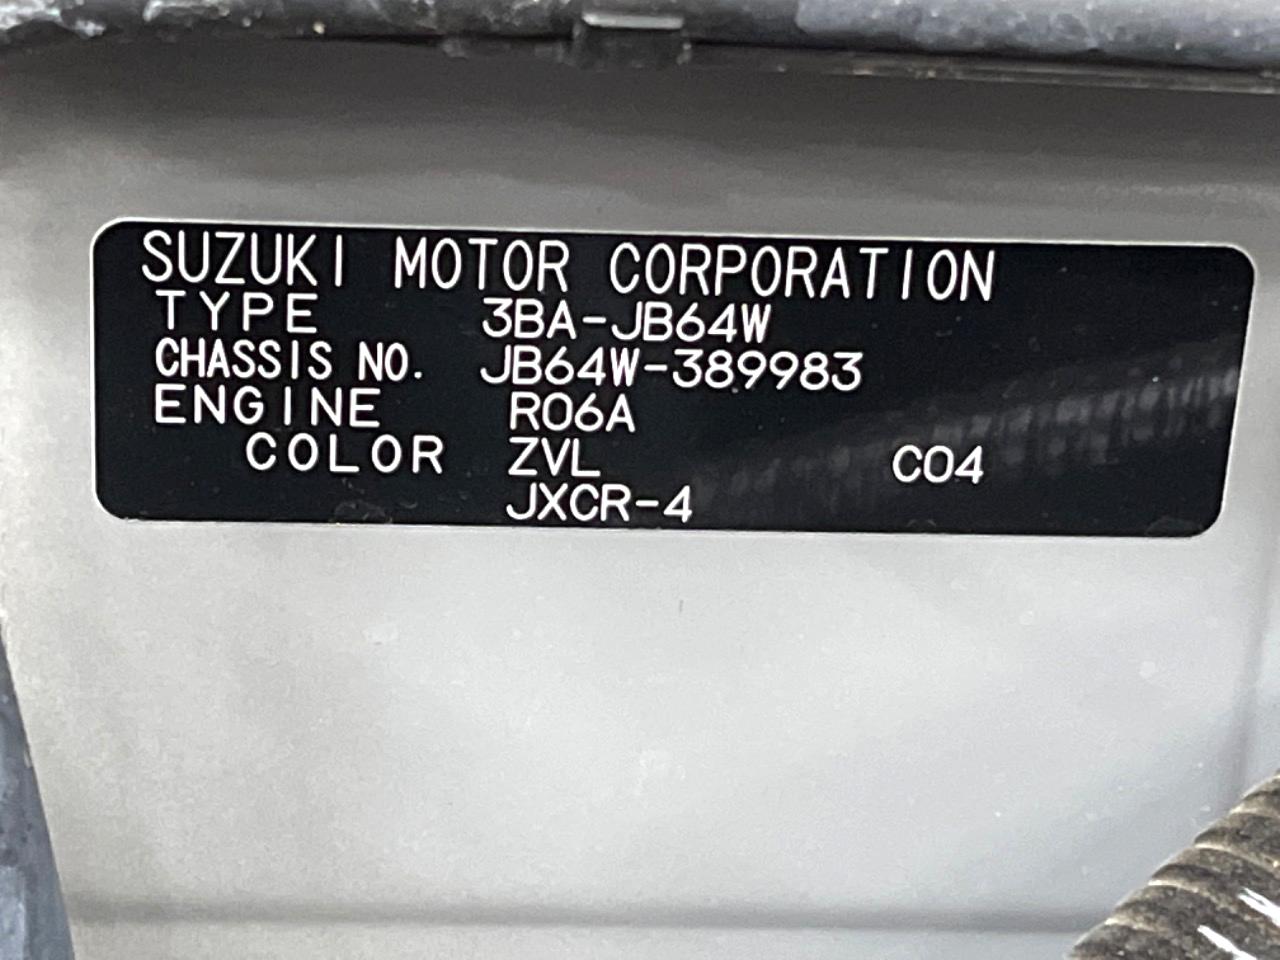 SUZUKI MOTOR CORPORATION
TYPE 3BA-JB64W
CHASSIS NO. JB64W-389983
ENGINE R06A
COLOR ZVL C04
JXCR-4